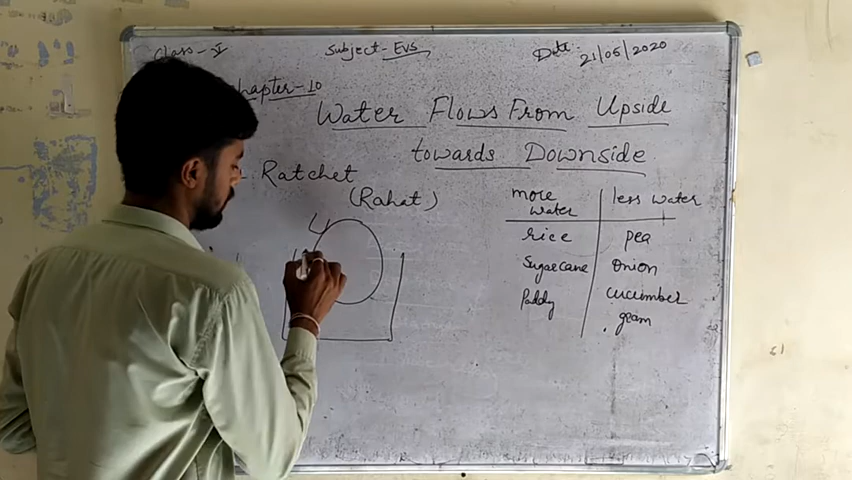 Class - V Subject - EVS Date 21/05/2020
Chapter - 10
Water Flows From Upside
towards Downside
Ratchet
(Rahat)
more water | less water
rice | pea
Sugarcane | onion
Paddy | cucumber
gram